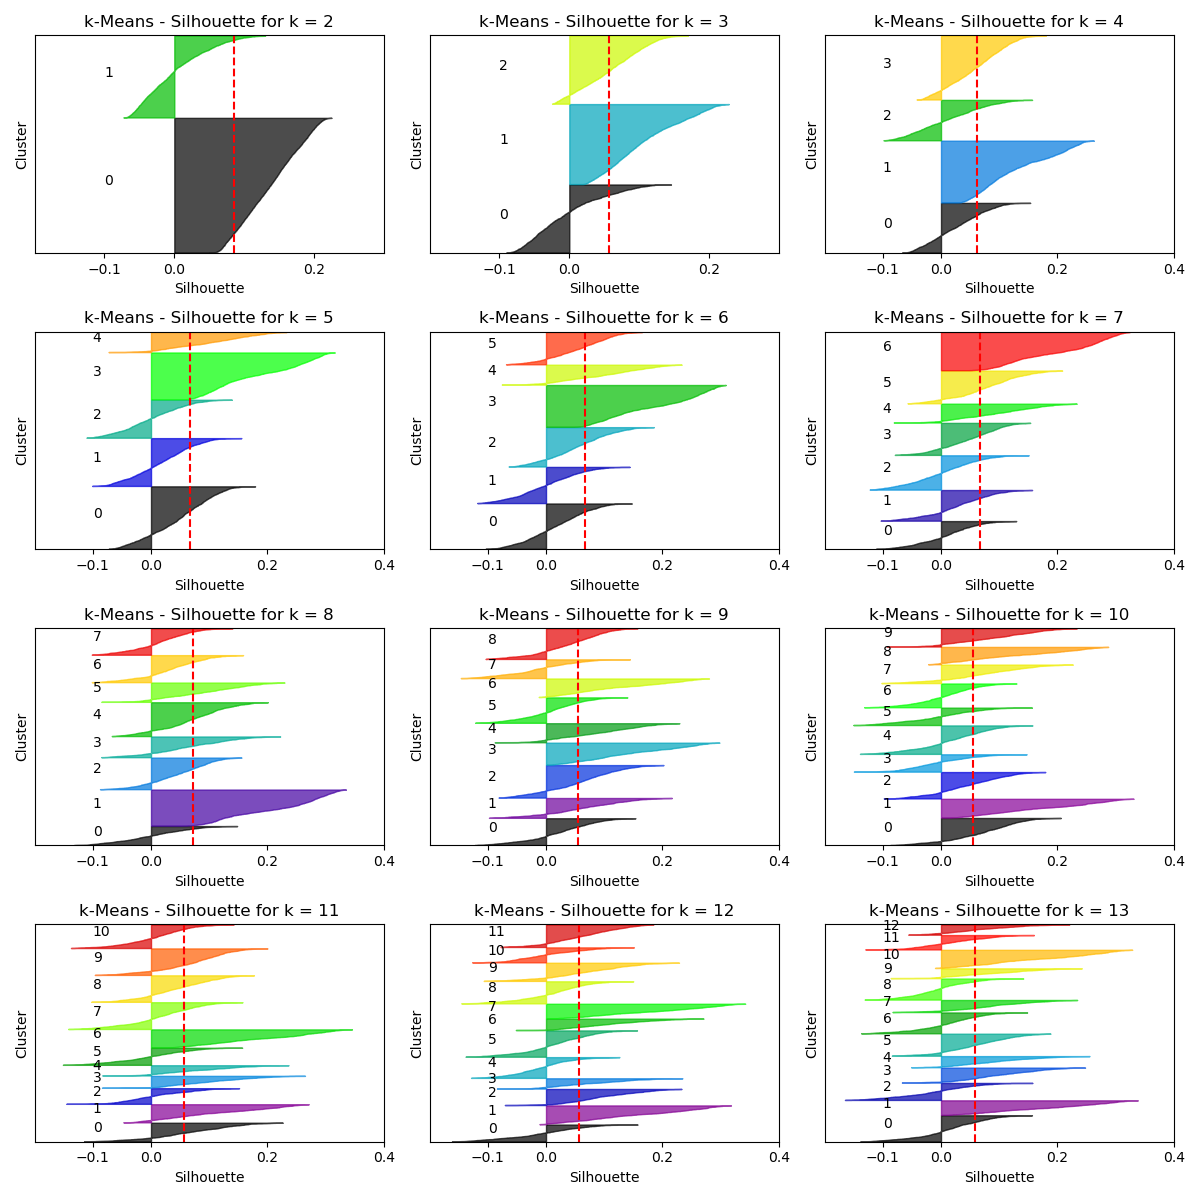 k-Means - Silhouette for k = 2
k-Means - Silhouette for k = 3
k-Means - Silhouette for k = 4
Cluster
1
0
−0.1 0.0 0.2
Silhouette
Cluster
2
1
0
−0.1 0.0 0.2
Silhouette
Cluster
3
2
1
0
−0.1 0.0 0.2 0.4
Silhouette
k-Means - Silhouette for k = 5
k-Means - Silhouette for k = 6
k-Means - Silhouette for k = 7
Cluster
4
3
2
1
0
−0.1 0.0 0.2 0.4
Silhouette
Cluster
5
4
3
2
1
0
−0.1 0.0 0.2 0.4
Silhouette
Cluster
6
5
4
3
2
1
0
−0.1 0.0 0.2 0.4
Silhouette
k-Means - Silhouette for k = 8
k-Means - Silhouette for k = 9
k-Means - Silhouette for k = 10
Cluster
7
6
5
4
3
2
1
0
−0.1 0.0 0.2 0.4
Silhouette
Cluster
8
7
6
5
4
3
2
1
0
−0.1 0.0 0.2 0.4
Silhouette
Cluster
9
8
7
6
5
4
3
2
1
0
−0.1 0.0 0.2 0.4
Silhouette
k-Means - Silhouette for k = 11
k-Means - Silhouette for k = 12
k-Means - Silhouette for k = 13
Cluster
10
9
8
7
6
5
4
3
2
1
0
−0.1 0.0 0.2 0.4
Silhouette
Cluster
11
10
9
8
7
6
5
4
3
2
1
0
−0.1 0.0 0.2 0.4
Silhouette
Cluster
12
11
10
9
8
7
6
5
4
3
2
1
0
−0.1 0.0 0.2 0.4
Silhouette